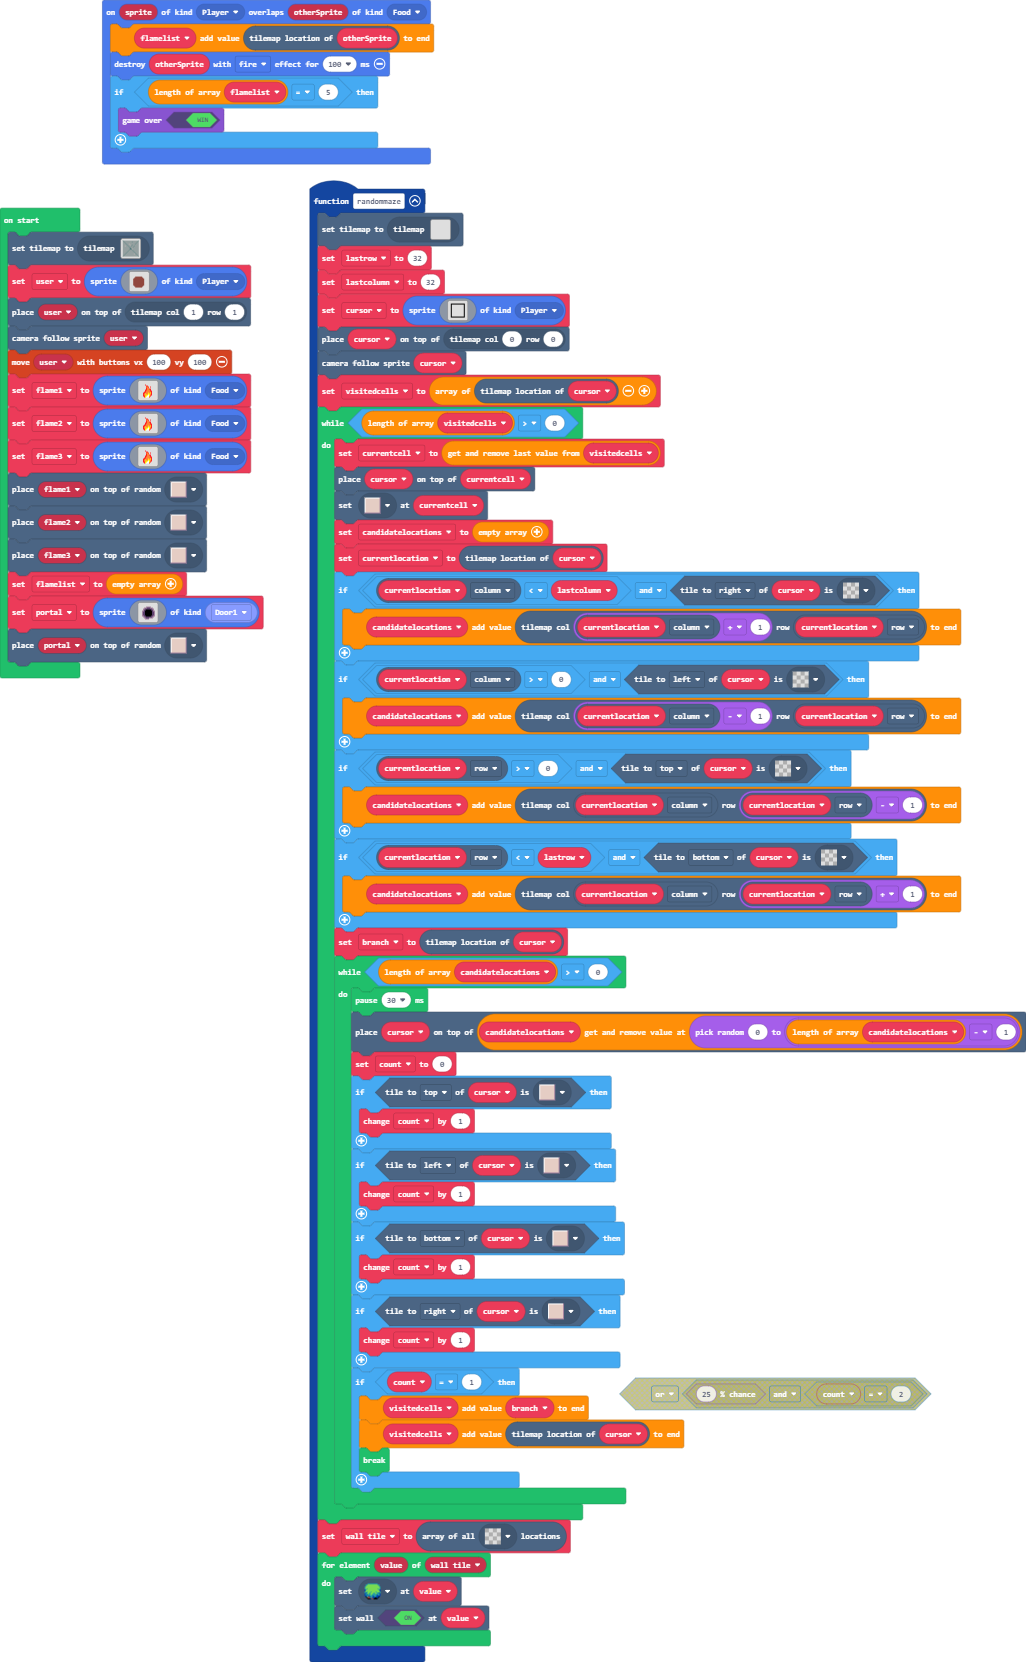 on sprite of kind Player overlaps otherSprite of kind Food
flamelist add value tilemap location of otherSprite to end
destroy otherSprite with fire effect for 100 ms
if length of array flamelist = 5 then
game over WIN
on start
set tilemap to tilemap
set user to sprite of kind Player
place user on top of tilemap col 1 row 1
camera follow sprite user
move user with buttons vx 100 vy 100
set flame1 to sprite of kind Food
set flame2 to sprite of kind Food
set flame3 to sprite of kind Food
place flame1 on top of random
place flame2 on top of random
place flame3 on top of random
set flamelist to empty array
set portal to sprite of kind Door1
place portal on top of random
function randommaze
set tilemap to tilemap
set lastrow to 32
set lastcolumn to 32
set cursor to sprite of kind Player
place cursor on top of tilemap col 0 row 0
camera follow sprite cursor
set visitedcells to array of tilemap location of cursor
while length of array visitedcells > 0
do
set currentcell to get and remove last value from visitedcells
place cursor on top of currentcell
set at currentcell
set candidatelocations to empty array
set currentlocation to tilemap location of cursor
if currentlocation column < lastcolumn and tile to right of cursor is then
candidatelocations add value tilemap col currentlocation column + 1 row currentlocation row to end
if currentlocation column > 0 and tile to left of cursor is then
candidatelocations add value tilemap col currentlocation column - 1 row currentlocation row to end
if currentlocation row > 0 and tile to top of cursor is then
candidatelocations add value tilemap col currentlocation column row currentlocation row - 1 to end
if currentlocation row < lastrow and tile to bottom of cursor is then
candidatelocations add value tilemap col currentlocation column row currentlocation row + 1 to end
set branch to tilemap location of cursor
while length of array candidatelocations > 0
do
pause 30 ms
place cursor on top of candidatelocations get and remove value at pick random 0 to length of array candidatelocations - 1
set count to 0
if tile to top of cursor is then
change count by 1
if tile to left of cursor is then
change count by 1
if tile to bottom of cursor is then
change count by 1
if tile to right of cursor is then
change count by 1
if count = 1 then
or 25 % chance and count = 2
visitedcells add value branch to end
visitedcells add value tilemap location of cursor to end
break
set wall tile to array of all locations
for element value of wall tile
do
set at value
set wall ON at value